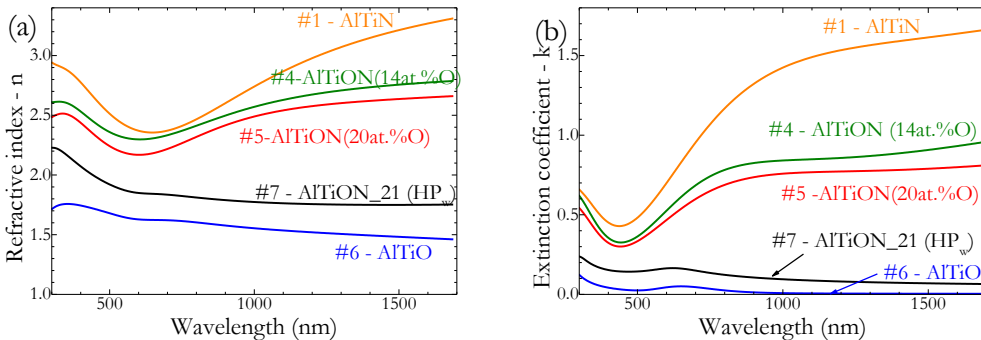 (a)
#1 - AlTiN
#4-AlTiON(14at.%O)
#5-AlTiON(20at.%O)
#7 - AlTiON_21 (HPw)
#6 - AlTiO
Refractive index - n
3.0
2.5
2.0
1.5
1.0
500
1000
1500
Wavelength (nm)
(b)
#1 - AlTiN
#4 - AlTiON (14at.%O)
#5 - AlTiON(20at.%O)
#7 - AlTiON_21 (HPw)
#6 - AlTiO
Extinction coefficient - k
1.5
1.0
0.5
0.0
500
1000
1500
Wavelength (nm)